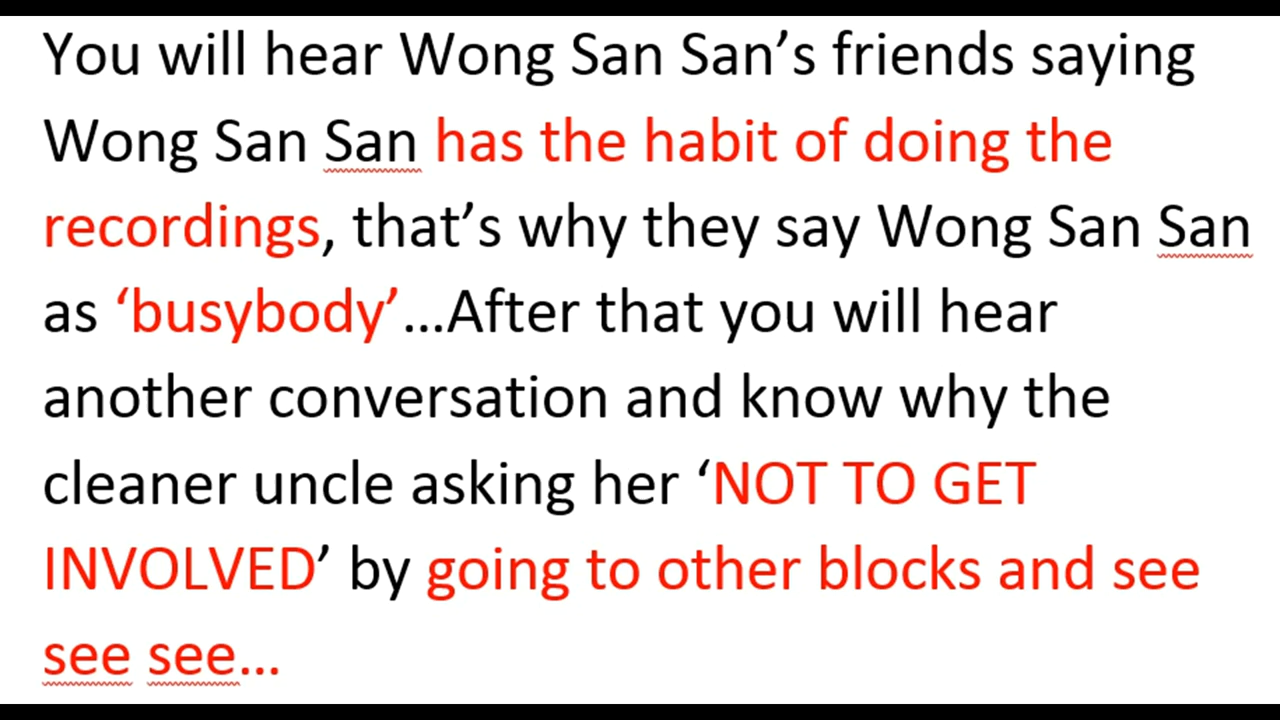 You will hear Wong San San’s friends saying
Wong San San has the habit of doing the
recordings, that’s why they say Wong San San
as ‘busybody’...After that you will hear
another conversation and know why the
cleaner uncle asking her ‘NOT TO GET
INVOLVED’ by going to other blocks and see
see see...